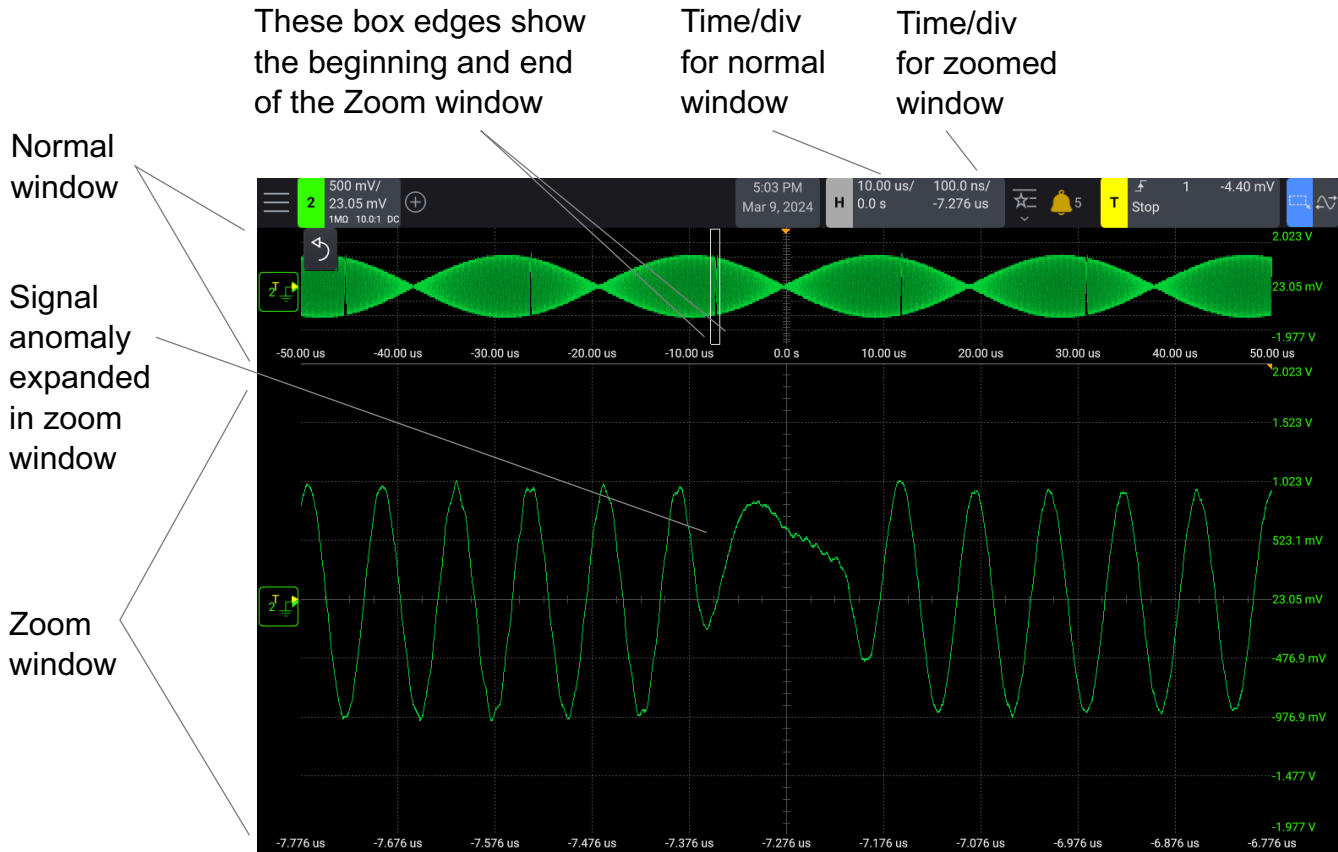 These box edges show
the beginning and end
of the Zoom window
Time/div
for normal
window
Time/div
for zoomed
window
Normal
window
Signal
anomaly
expanded
in zoom
window
Zoom
window
2
500 mV/
23.05 mV
1MΩ 10.0:1 DC
5:03 PM
Mar 9, 2024
H
10.00 us/ 100.0 ns/
0.0 s -7.276 us
5
T
1 -4.40 mV
Stop
2.023 V
T
2
23.05 mV
-1.977 V
-50.00 us -40.00 us -30.00 us -20.00 us -10.00 us 0.0 s 10.00 us 20.00 us 30.00 us 40.00 us 50.00 us
2.023 V
1.523 V
1.023 V
523.1 mV
T
2
23.05 mV
-476.9 mV
-976.9 mV
-1.477 V
-1.977 V
-7.776 us -7.676 us -7.576 us -7.476 us -7.376 us -7.276 us -7.176 us -7.076 us -6.976 us -6.876 us -6.776 us